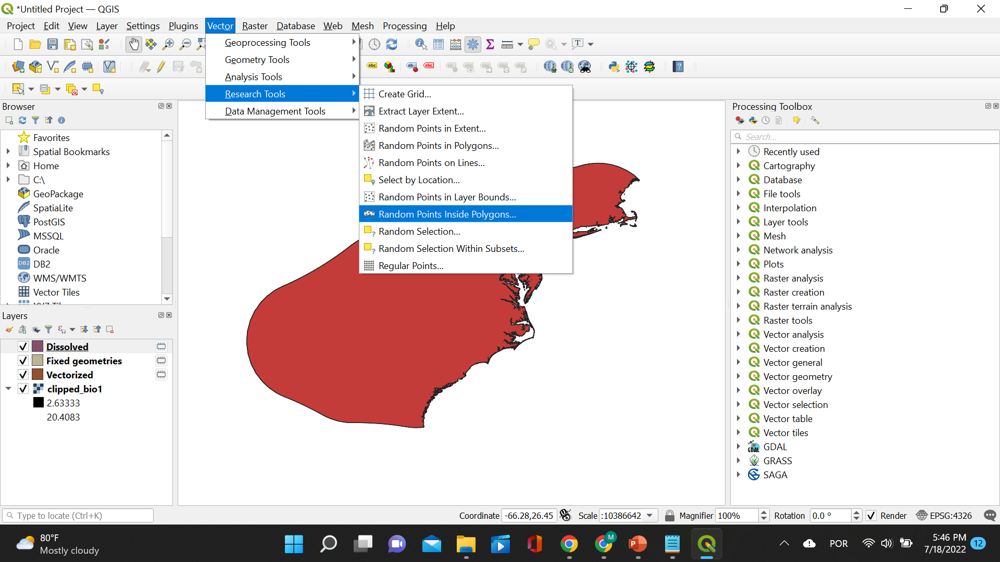 *Untitled Project — QGIS
Project Edit View Layer Settings Plugins Vector Raster Database Web Mesh Processing Help
Geoprocessing Tools
Geometry Tools
Analysis Tools
Research Tools
Data Management Tools
Create Grid...
Extract Layer Extent...
Random Points in Extent...
Random Points in Polygons...
Random Points on Lines...
Select by Location...
Random Points in Layer Bounds...
Random Points Inside Polygons...
Random Selection...
Random Selection Within Subsets...
Regular Points...
Browser
Favorites
Spatial Bookmarks
Home
C:\
GeoPackage
SpatiaLite
PostGIS
MSSQL
Oracle
DB2
WMS/WMTS
Vector Tiles
Layers
Dissolved
Fixed geometries
Vectorized
clipped_bio1
2.63333
20.4083
Processing Toolbox
Search...
Recently used
Cartography
Database
File tools
Interpolation
Layer tools
Mesh
Network analysis
Plots
Raster analysis
Raster creation
Raster terrain analysis
Raster tools
Vector analysis
Vector creation
Vector general
Vector geometry
Vector overlay
Vector selection
Vector table
Vector tiles
GDAL
GRASS
SAGA
Type to locate (Ctrl+K)
Coordinate -66.28,26.45 Scale :10386642 Magnifier 100% Rotation 0.0 ° Render EPSG:4326
80°F
Mostly cloudy
POR
5:46 PM
7/18/2022
12